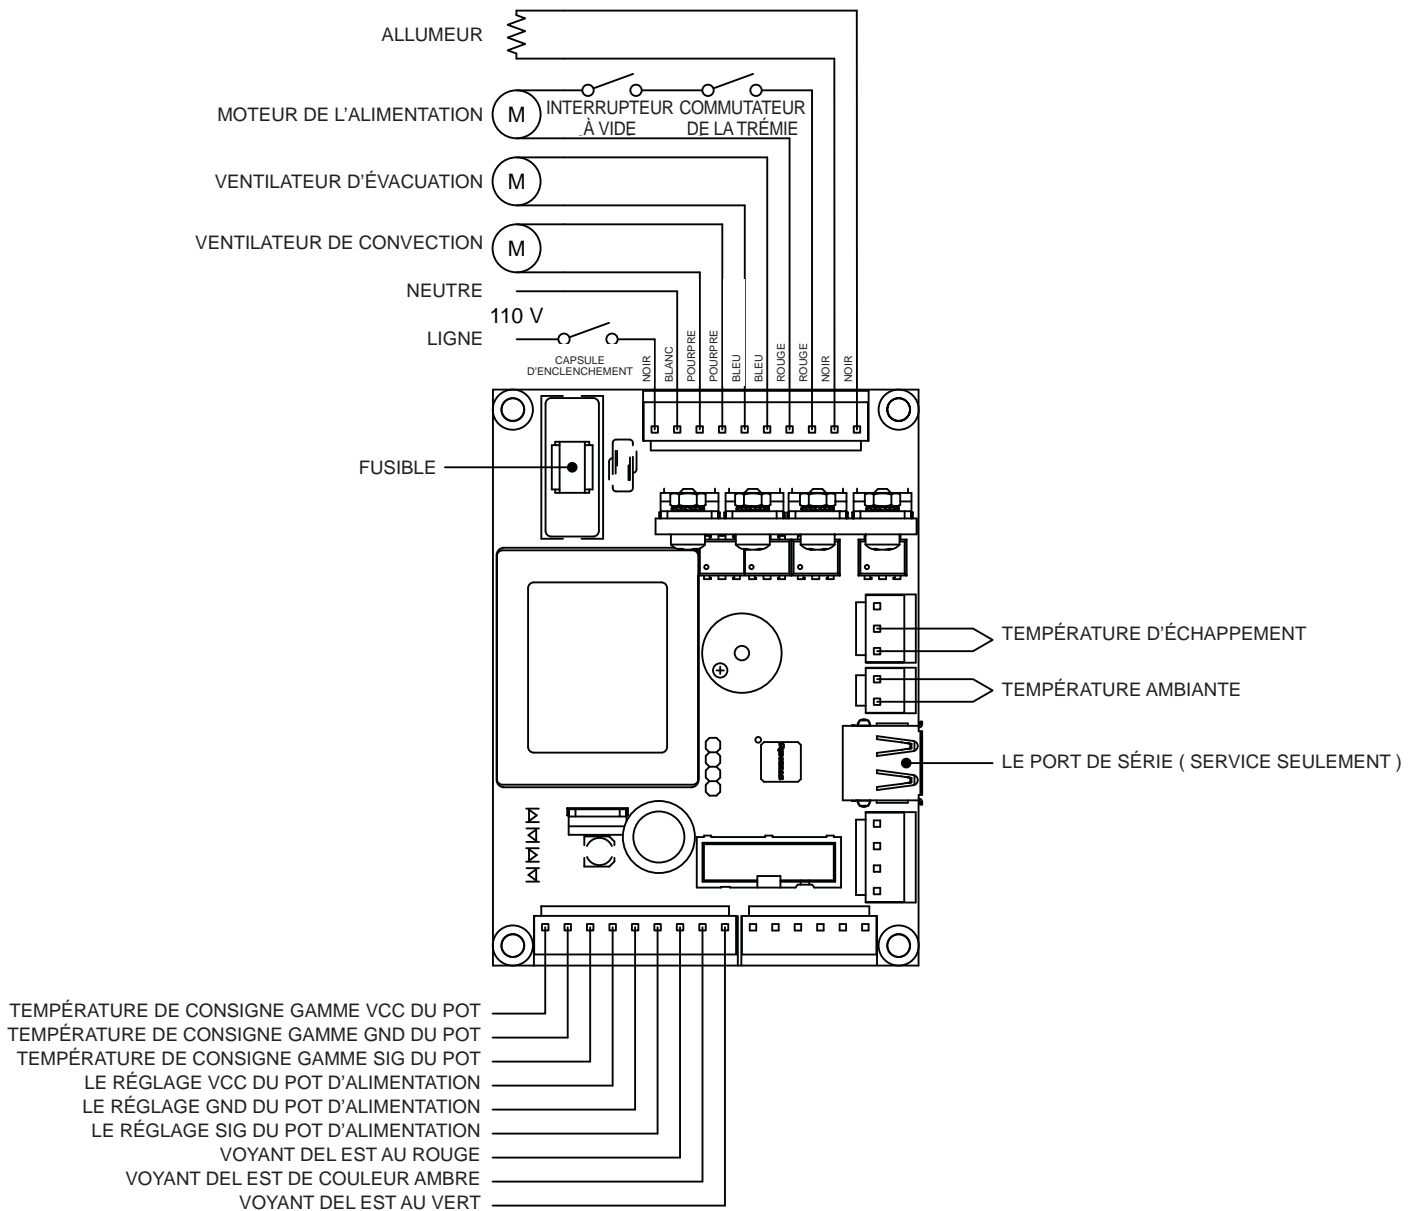 ALLUMEUR
MOTEUR DE L'ALIMENTATION
M
INTERRUPTEUR
À VIDE
COMMUTATEUR
DE LA TRÉMIE
VENTILATEUR D'ÉVACUATION
M
VENTILATEUR DE CONVECTION
M
NEUTRE
110 V
LIGNE
CAPSULE
D'ENCLENCHEMENT
NOIR
BLANC
POURPRE
POURPRE
BLEU
BLEU
ROUGE
ROUGE
NOIR
NOIR
FUSIBLE
TEMPÉRATURE D'ÉCHAPPEMENT
TEMPÉRATURE AMBIANTE
LE PORT DE SÉRIE ( SERVICE SEULEMENT )
TEMPÉRATURE DE CONSIGNE GAMME VCC DU POT
TEMPÉRATURE DE CONSIGNE GAMME GND DU POT
TEMPÉRATURE DE CONSIGNE GAMME SIG DU POT
LE RÉGLAGE VCC DU POT D'ALIMENTATION
LE RÉGLAGE GND DU POT D'ALIMENTATION
LE RÉGLAGE SIG DU POT D'ALIMENTATION
VOYANT DEL EST AU ROUGE
VOYANT DEL EST DE COULEUR AMBRE
VOYANT DEL EST AU VERT